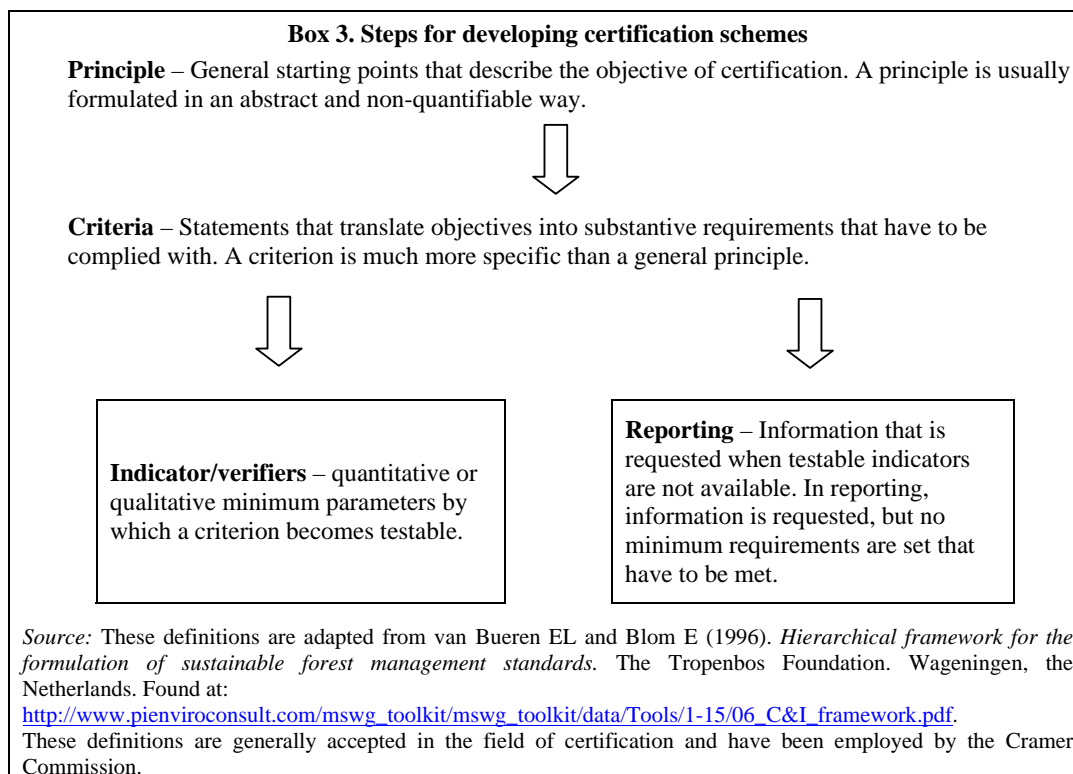 Box 3. Steps for developing certification schemes
Principle – General starting points that describe the objective of certification. A principle is usually
formulated in an abstract and non-quantifiable way.
Criteria – Statements that translate objectives into substantive requirements that have to be
complied with. A criterion is much more specific than a general principle.
Indicator/verifiers – quantitative or
qualitative minimum parameters by
which a criterion becomes testable.
Reporting – Information that is
requested when testable indicators
are not available. In reporting,
information is requested, but no
minimum requirements are set that
have to be met.
Source: These definitions are adapted from van Bueren EL and Blom E (1996). Hierarchical framework for the
formulation of sustainable forest management standards. The Tropenbos Foundation. Wageningen, the
Netherlands. Found at:
http://www.pienviroconsult.com/mswg_toolkit/mswg_toolkit/data/Tools/1-15/06_C&I_framework.pdf.
These definitions are generally accepted in the field of certification and have been employed by the Cramer
Commission.